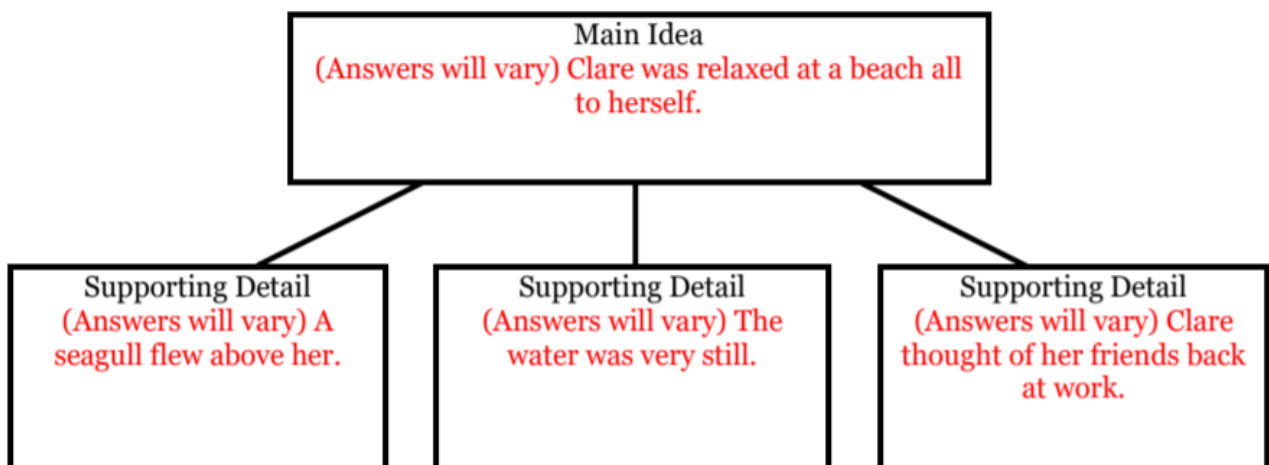 Main Idea
(Answers will vary) Clare was relaxed at a beach all
to herself.
Supporting Detail
(Answers will vary) A
seagull flew above her.
Supporting Detail
(Answers will vary) The
water was very still.
Supporting Detail
(Answers will vary) Clare
thought of her friends back
at work.